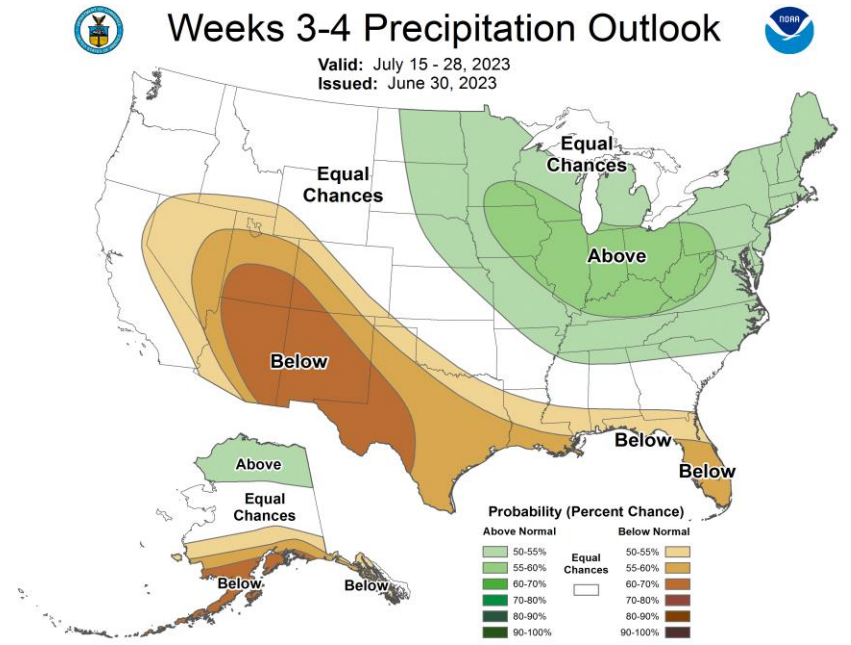 Weeks 3-4 Precipitation Outlook
NOAA
Valid: July 15 - 28, 2023
Issued: June 30, 2023
Equal
Chances
Equal
Chances
Above
Below
Below
Below
Above
Equal
Chances
Below
Below
Probability (Percent Chance)
Above Normal
50-55%
55-60%
60-70%
70-80%
80-90%
90-100%
Equal
Chances
Below Normal
50-55%
55-60%
60-70%
70-80%
80-90%
90-100%